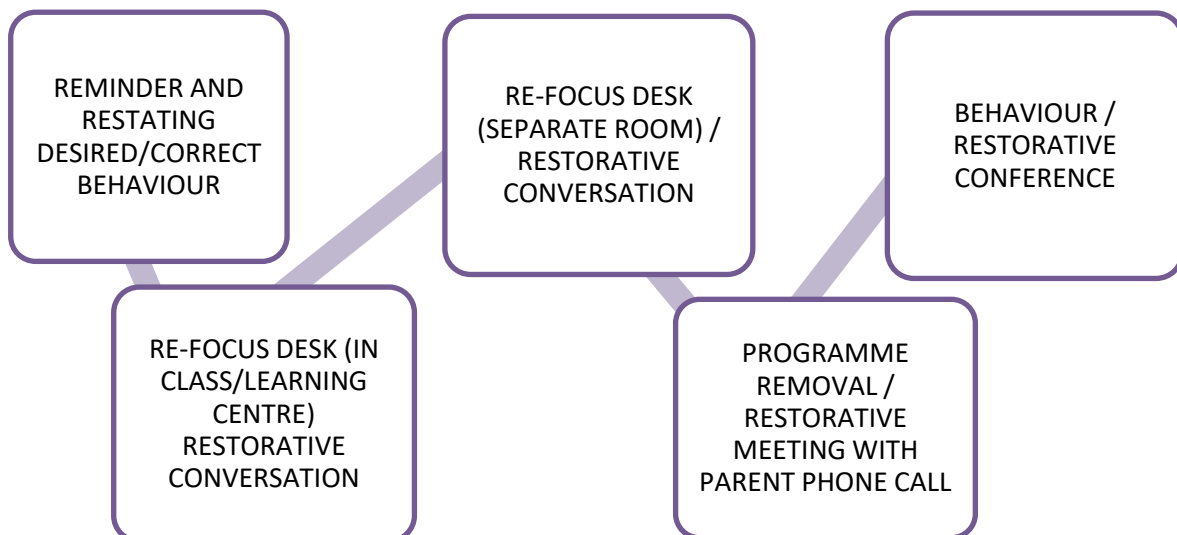 REMINDER AND
RESTATING
DESIRED/CORRECT
BEHAVIOUR
RE-FOCUS DESK (IN
CLASS/LEARNING
CENTRE)
RESTORATIVE
CONVERSATION
RE-FOCUS DESK
(SEPARATE ROOM) /
RESTORATIVE
CONVERSATION
PROGRAMME
REMOVAL /
RESTORATIVE
MEETING WITH
PARENT PHONE CALL
BEHAVIOUR /
RESTORATIVE
CONFERENCE